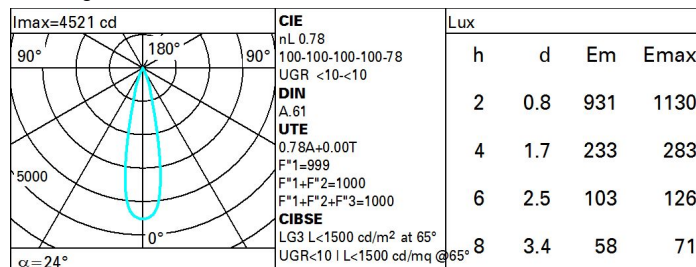 Imax=4521 cd
90° 180° 90°
5000
0°
α=24°
CIE
nL 0.78
100-100-100-100-78
UGR <10-<10
DIN
A.61
UTE
0.78A+0.00T
F"1=999
F"1+F"2=1000
F"1+F"2+F"3=1000
CIBSE
LG3 L<1500 cd/m² at 65°
UGR<10 | L<1500 cd/mq @65°
Lux
h d Em Emax
2 0.8 931 1130
4 1.7 233 283
6 2.5 103 126
8 3.4 58 71